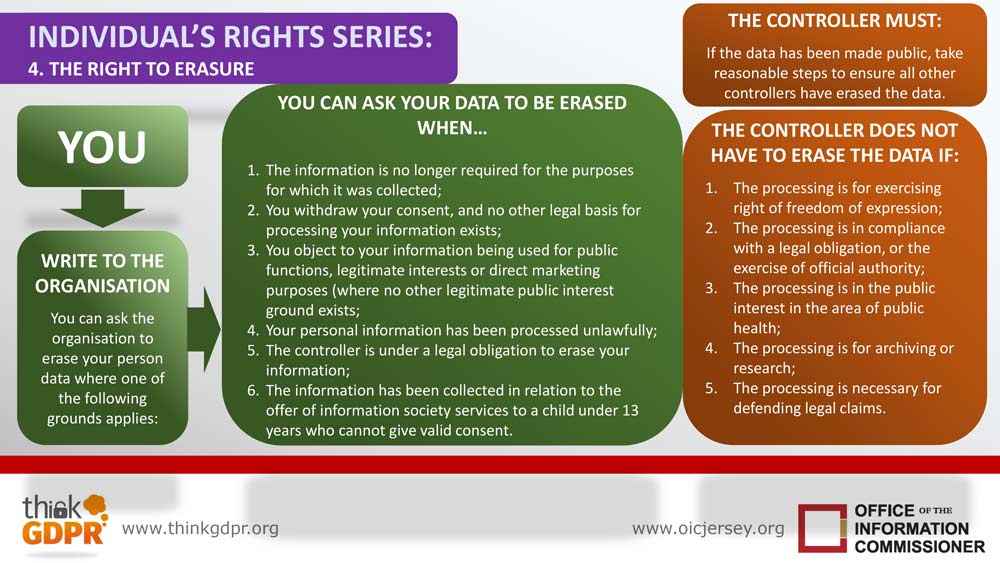 INDIVIDUAL'S RIGHTS SERIES:
4. THE RIGHT TO ERASURE
YOU
WRITE TO THE
ORGANISATION
You can ask the
organisation to
erase your person
data where one of
the following
grounds applies:
YOU CAN ASK YOUR DATA TO BE ERASED
WHEN…
1. The information is no longer required for the purposes
for which it was collected;
2. You withdraw your consent, and no other legal basis for
processing your information exists;
3. You object to your information being used for public
functions, legitimate interests or direct marketing
purposes (where no other legitimate public interest
ground exists;
4. Your personal information has been processed unlawfully;
5. The controller is under a legal obligation to erase your
information;
6. The information has been collected in relation to the
offer of information society services to a child under 13
years who cannot give valid consent.
THE CONTROLLER MUST:
If the data has been made public, take
reasonable steps to ensure all other
controllers have erased the data.
THE CONTROLLER DOES NOT
HAVE TO ERASE THE DATA IF:
1. The processing is for exercising
right of freedom of expression;
2. The processing is in compliance
with a legal obligation, or the
exercise of official authority;
3. The processing is in the public
interest in the area of public
health;
4. The processing is for archiving or
research;
5. The processing is necessary for
defending legal claims.
think
GDPR
www.thinkgdpr.org
www.oicjersey.org
OFFICE OF THE
INFORMATION
COMMISSIONER